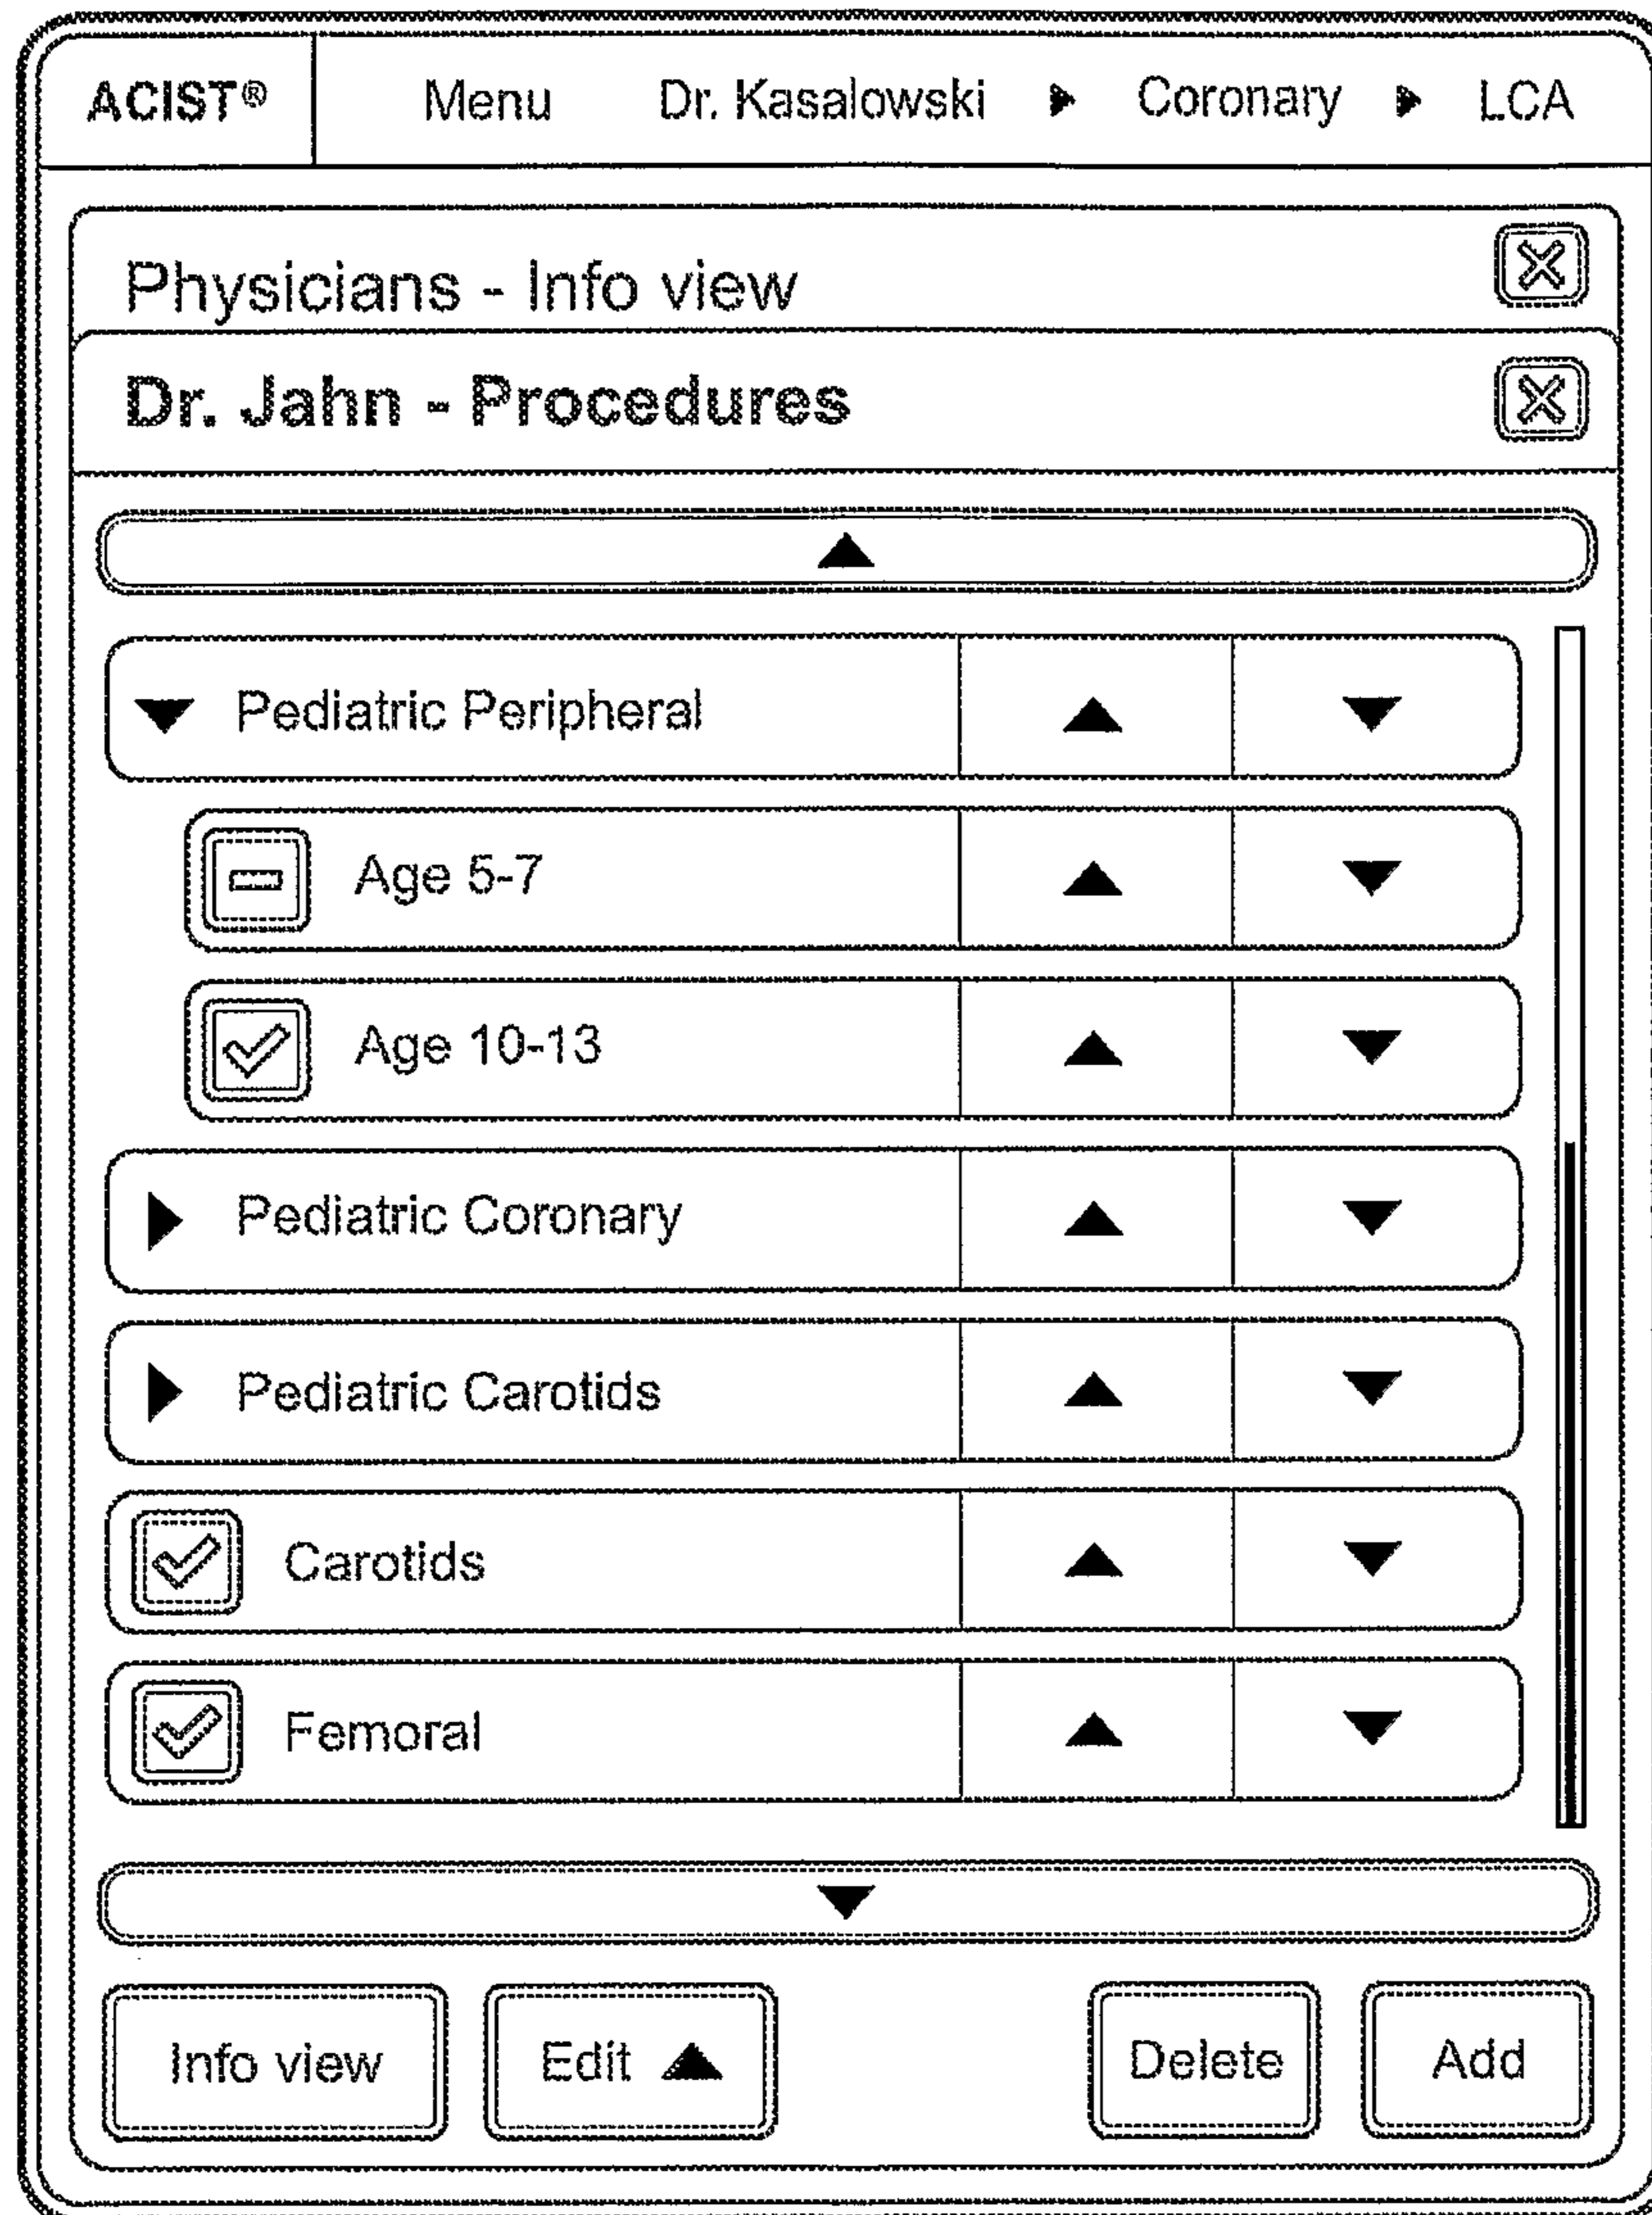 ACIST® Menu Dr. Kasalowski ▶ Coronary ▶ LCA
Physicians - Info view
Dr. Jahn - Procedures
Pediatric Peripheral
Age 5-7
Age 10-13
Pediatric Coronary
Pediatric Carotids
Carotids
Femoral
Info view Edit ▲ Delete Add